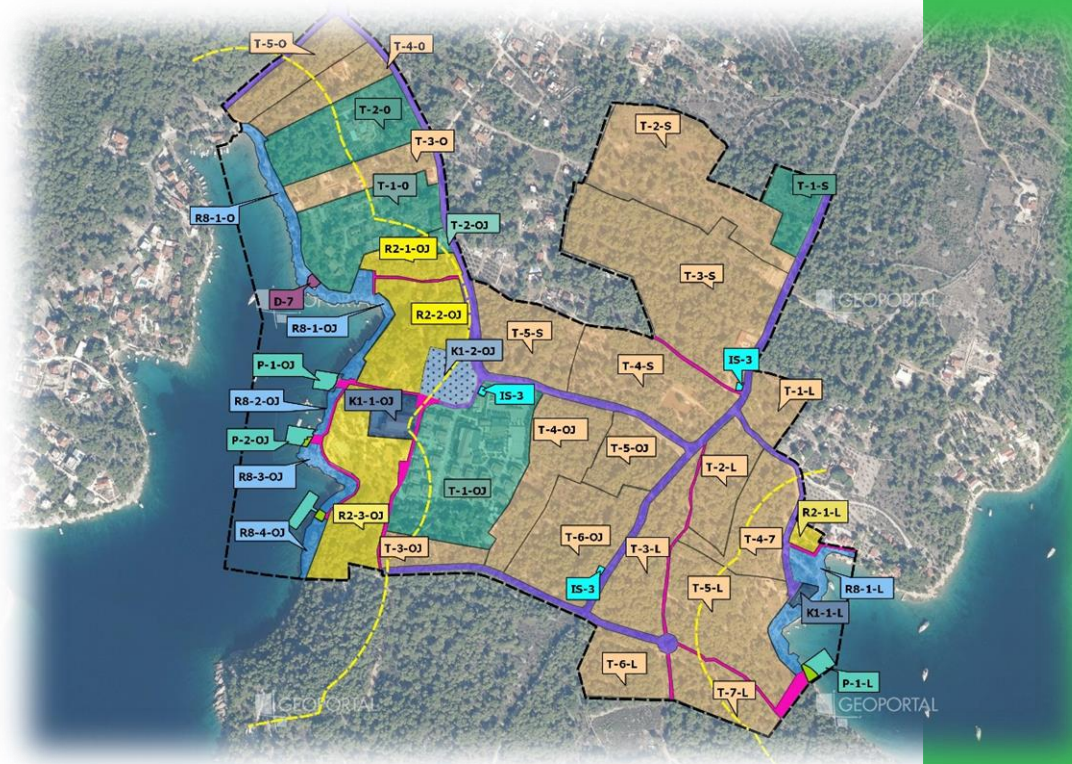 T-5-O
T-4-0
T-2-0
T-2-S
T-3-O
T-1-0
T-1-S
R8-1-O
T-2-OJ
R2-1-OJ
T-3-S
D-7
GEOPORTAL
GEOPORTAL
R8-1-OJ
R2-2-OJ
T-5-S
K1-2-OJ
P-1-OJ
T-4-S
IS-3
T-1-L
IS-3
R8-2-OJ
K1-1-OJ
T-4-OJ
P-2-OJ
T-5-OJ
T-2-L
R8-3-OJ
T-1-OJ
R2-3-OJ
R2-1-L
R8-4-OJ
T-6-OJ
T-4-7
T-3-OJ
T-3-L
IS-3
T-5-L
R8-1-L
K1-1-L
T-6-L
P-1-L
T-7-L
GEOPORTAL
GEOPORTAL